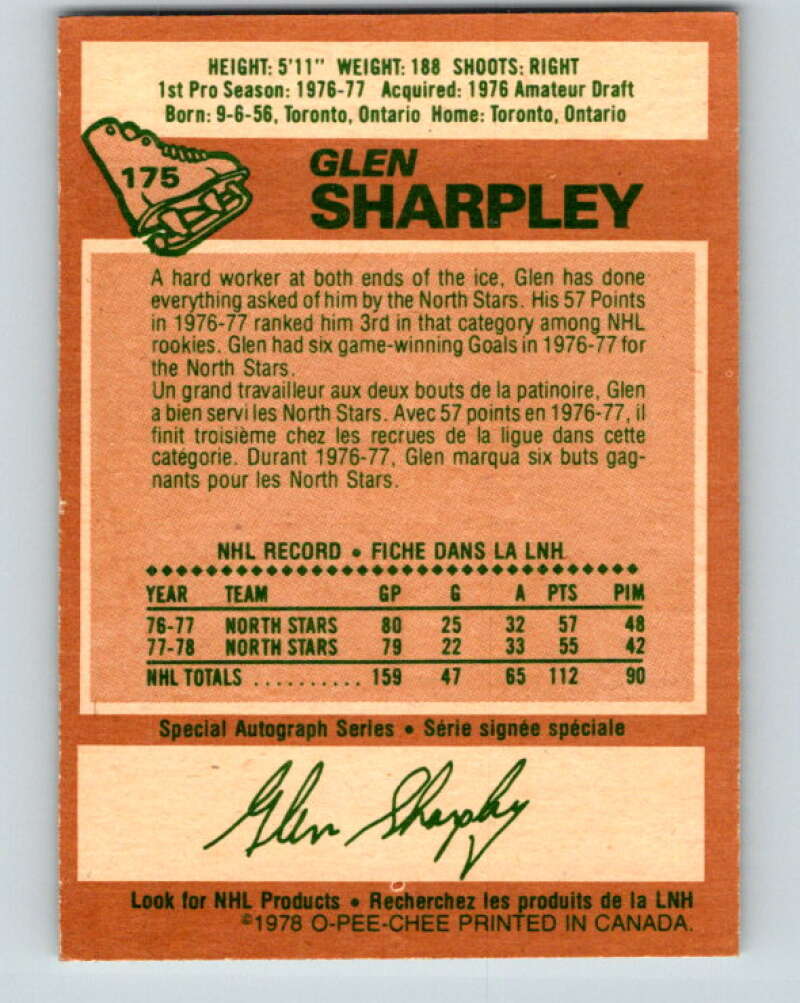 HEIGHT: 5'11" WEIGHT: 188 SHOOTS: RIGHT
1st Pro Season: 1976-77 Acquired: 1976 Amateur Draft
Born: 9-6-56, Toronto, Ontario Home: Toronto, Ontario
175
GLEN
SHARPLEY
A hard worker at both ends of the ice, Glen has done
everything asked of him by the North Stars. His 57 Points
in 1976-77 ranked him 3rd in that category among NHL
rookies. Glen had six game-winning Goals in 1976-77 for
the North Stars.
Un grand travailleur aux deux bouts de la patinoire, Glen
a bien servi les North Stars. Avec 57 points en 1976-77, il
finit troisième chez les recrues de la ligue dans cette
catégorie. Durant 1976-77, Glen marqua six buts gag-
nants pour les North Stars.
NHL RECORD • FICHE DANS LA LNH
YEAR TEAM GP G A PTS PIM
76-77 NORTH STARS 80 25 32 57 48
77-78 NORTH STARS 79 22 33 55 42
NHL TOTALS .......... 159 47 65 112 90
Special Autograph Series • Série signée spéciale
Glen Sharpley
Look for NHL Products • Recherchez les produits de la LNH
©1978 O-PEE-CHEE PRINTED IN CANADA.